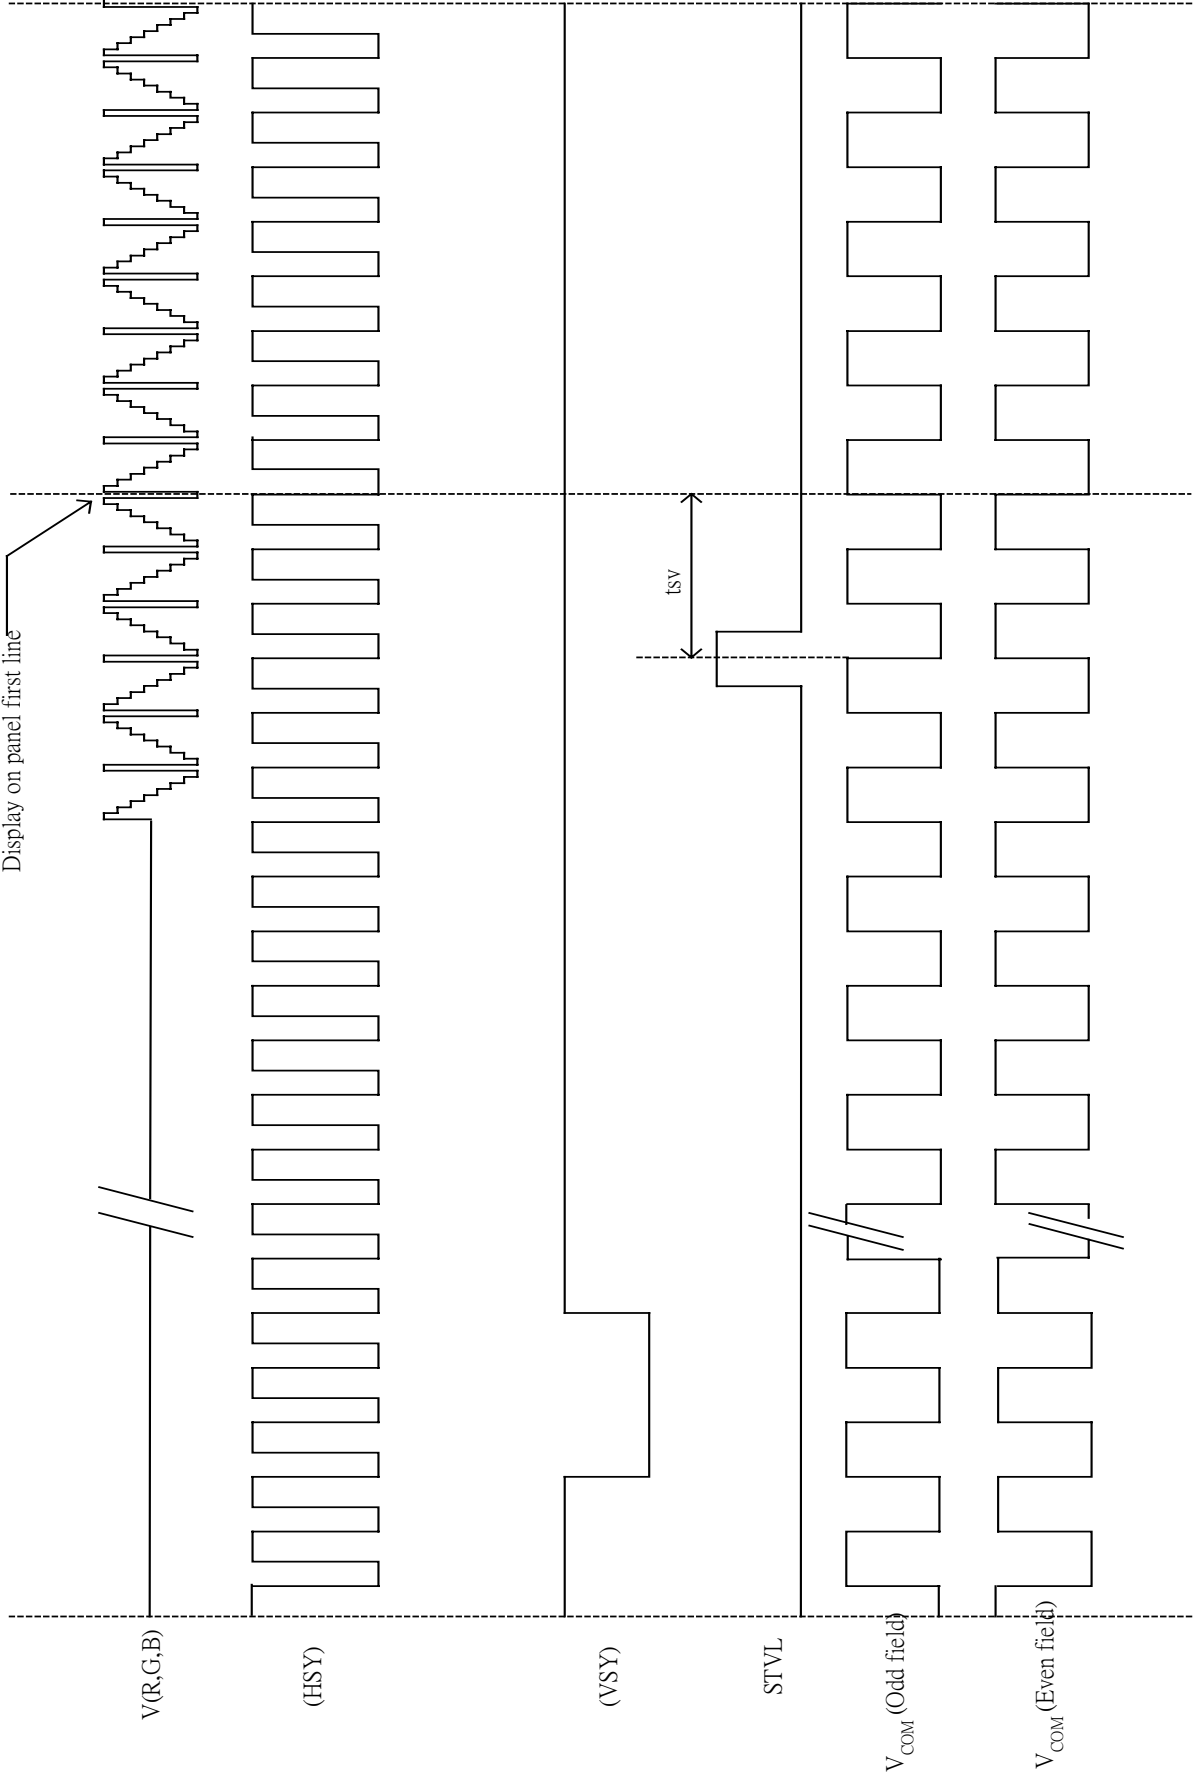 Display on panel first line
tsv
V(R,G,B)
(HSY)
(VSY)
STVL
VCOM (Odd field)
VCOM (Even field)